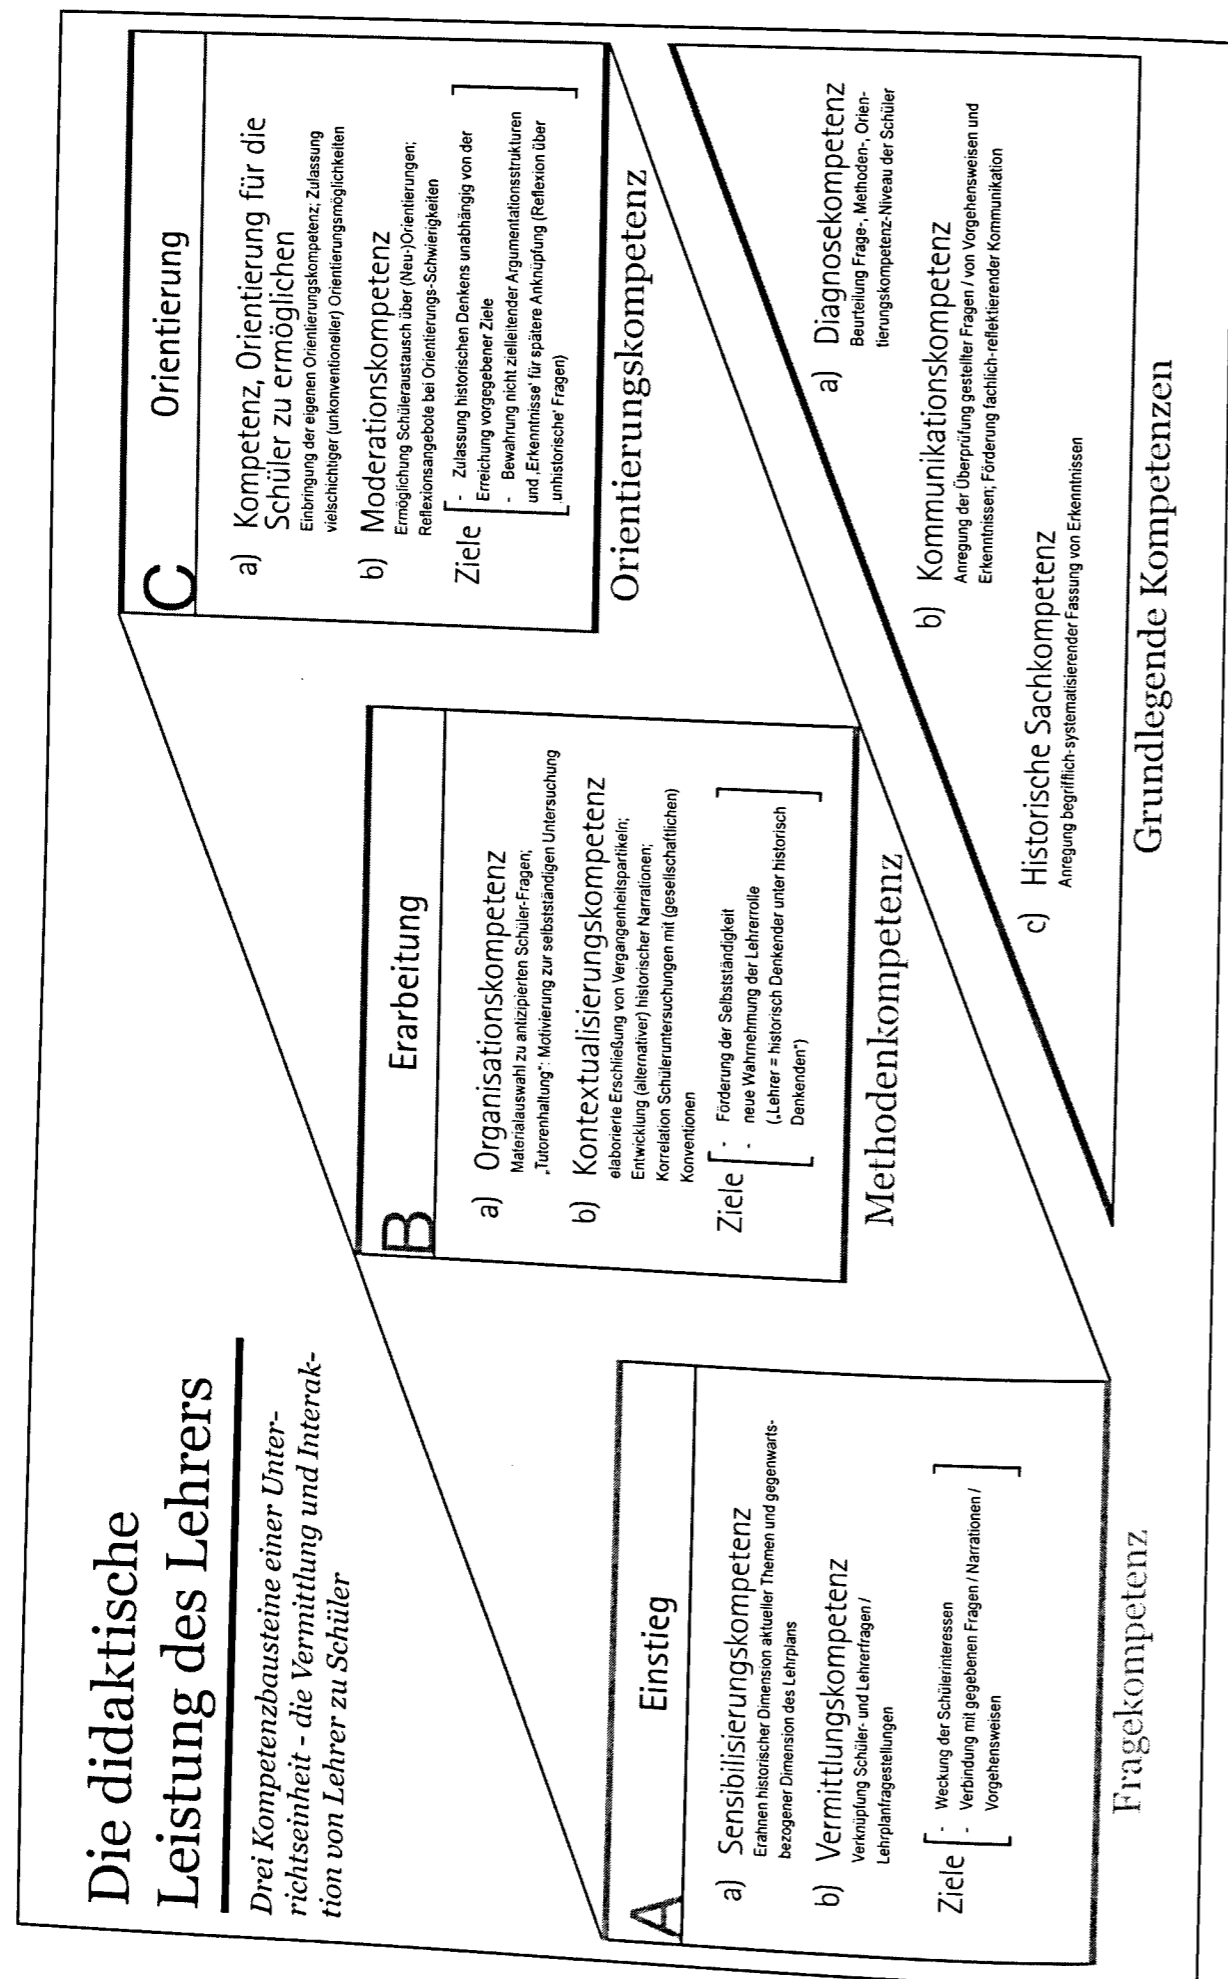 Die didaktische
Leistung des Lehrers
Drei Kompetenzbausteine einer Unter-
richtseinheit - die Vermittlung und Interak-
tion von Lehrer zu Schüler
A
Einstieg
a) Sensibilisierungskompetenz
Erahnen historischer Dimension aktueller Themen und gegenwarts-
bezogener Dimension des Lehrplans
b) Vermittlungskompetenz
Verknüpfung Schüler- und Lehrerfragen /
Lehrplanfragestellungen
Ziele
- Weckung der Schülerinteressen
- Verbindung mit gegebenen Fragen / Narrationen /
Vorgehensweisen
Fragekompetenz
B
Erarbeitung
a) Organisationskompetenz
Materialauswahl zu antizipierten Schüler-Fragen;
„Tutorenhaltung“: Motivierung zur selbstständigen Untersuchung
b) Kontextualisierungskompetenz
elaborierte Erschließung von Vergangenheitspartikeln;
Entwicklung (alternativer) historischer Narrationen;
Korrelation Schüleruntersuchungen mit (gesellschaftlichen)
Konventionen
Ziele
- Förderung der Selbstständigkeit
- neue Wahrnehmung der Lehrerrolle
(„Lehrer = historisch Denkender unter historisch
Denkenden“)
Methodenkompetenz
C
Orientierung
a) Kompetenz, Orientierung für die
Schüler zu ermöglichen
Einbringung der eigenen Orientierungskompetenz; Zulassung
vielschichtiger (unkonventioneller) Orientierungsmöglichkeiten
b) Moderationskompetenz
Ermöglichung Schüleraustausch über (Neu-)Orientierungen;
Reflexionsangebote bei Orientierungs-Schwierigkeiten
Ziele
- Zulassung historischen Denkens unabhängig von der
Erreichung vorgegebener Ziele
- Bewahrung nicht zielleitender Argumentationsstrukturen
und ‚Erkenntnisse‘ für spätere Anknüpfung (Reflexion über
‚unhistorische‘ Fragen)
Orientierungskompetenz
a) Diagnosekompetenz
Beurteilung Frage-, Methoden-, Orien-
tierungskompetenz-Niveau der Schüler
b) Kommunikationskompetenz
Anregung der Überprüfung gestellter Fragen / von Vorgehensweisen und
Erkenntnissen; Förderung fachlich-reflektierender Kommunikation
c) Historische Sachkompetenz
Anregung begrifflich-systematisierender Fassung von Erkenntnissen
Grundlegende Kompetenzen